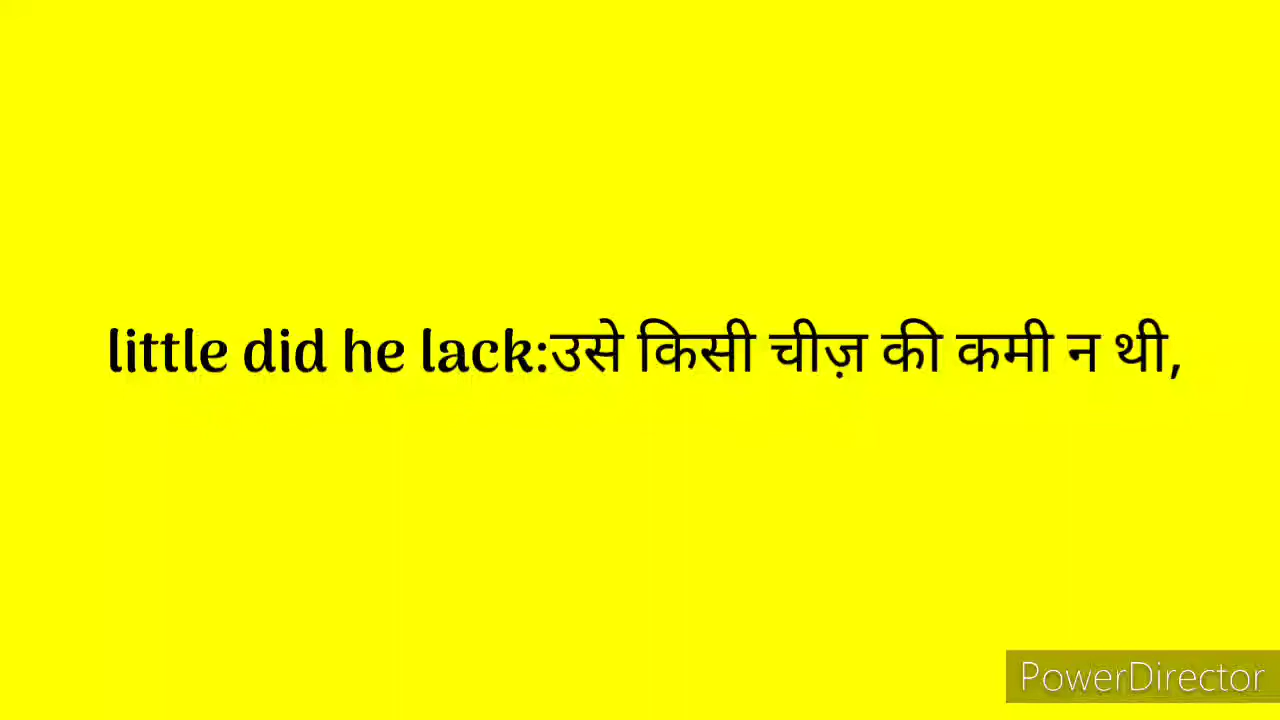 little did he lack:उसे किसी चीज़ की कमी न थी,
PowerDirector